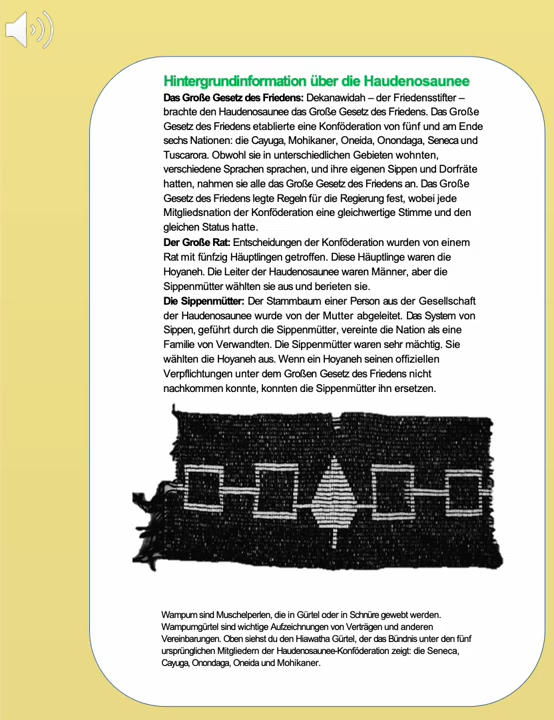 Hintergrundinformation über die Haudenosaunee
Das Große Gesetz des Friedens: Dekanawidah – der Friedensstifter –
brachte den Haudenosaunee das Große Gesetz des Friedens. Das Große
Gesetz des Friedens etablierte eine Konföderation von fünf und am Ende
sechs Nationen: die Cayuga, Mohikaner, Oneida, Onondaga, Seneca und
Tuscarora. Obwohl sie in unterschiedlichen Gebieten wohnten,
verschiedene Sprachen sprachen, und ihre eigenen Sippen und Dorfräte
hatten, nahmen sie alle das Große Gesetz des Friedens an. Das Große
Gesetz des Friedens legte Regeln für die Regierung fest, wobei jede
Mitgliedsnation der Konföderation eine gleichwertige Stimme und den
gleichen Status hatte.
Der Große Rat: Entscheidungen der Konföderation wurden von einem
Rat mit fünfzig Häuptlingen getroffen. Diese Häuptlinge waren die
Hoyaneh. Die Leiter der Haudenosaunee waren Männer, aber die
Sippenmütter wählten sie aus und berieten sie.
Die Sippenmütter: Der Stammbaum einer Person aus der Gesellschaft
der Haudenosaunee wurde von der Mutter abgeleitet. Das System von
Sippen, geführt durch die Sippenmütter, vereinte die Nation als eine
Familie von Verwandten. Die Sippenmütter waren sehr mächtig. Sie
wählten die Hoyaneh aus. Wenn ein Hoyaneh seinen offiziellen
Verpflichtungen unter dem Großen Gesetz des Friedens nicht
nachkommen konnte, konnten die Sippenmütter ihn ersetzen.
Wampum sind Muschelperlen, die in Gürtel oder in Schnüre gewebt werden.
Wampumgürtel sind wichtige Aufzeichnungen von Verträgen und anderen
Vereinbarungen. Oben siehst du den Hiawatha Gürtel, der das Bündnis unter den fünf
ursprünglichen Mitgliedern der Haudenosaunee-Konföderation zeigt: die Seneca,
Cayuga, Onondaga, Oneida und Mohikaner.